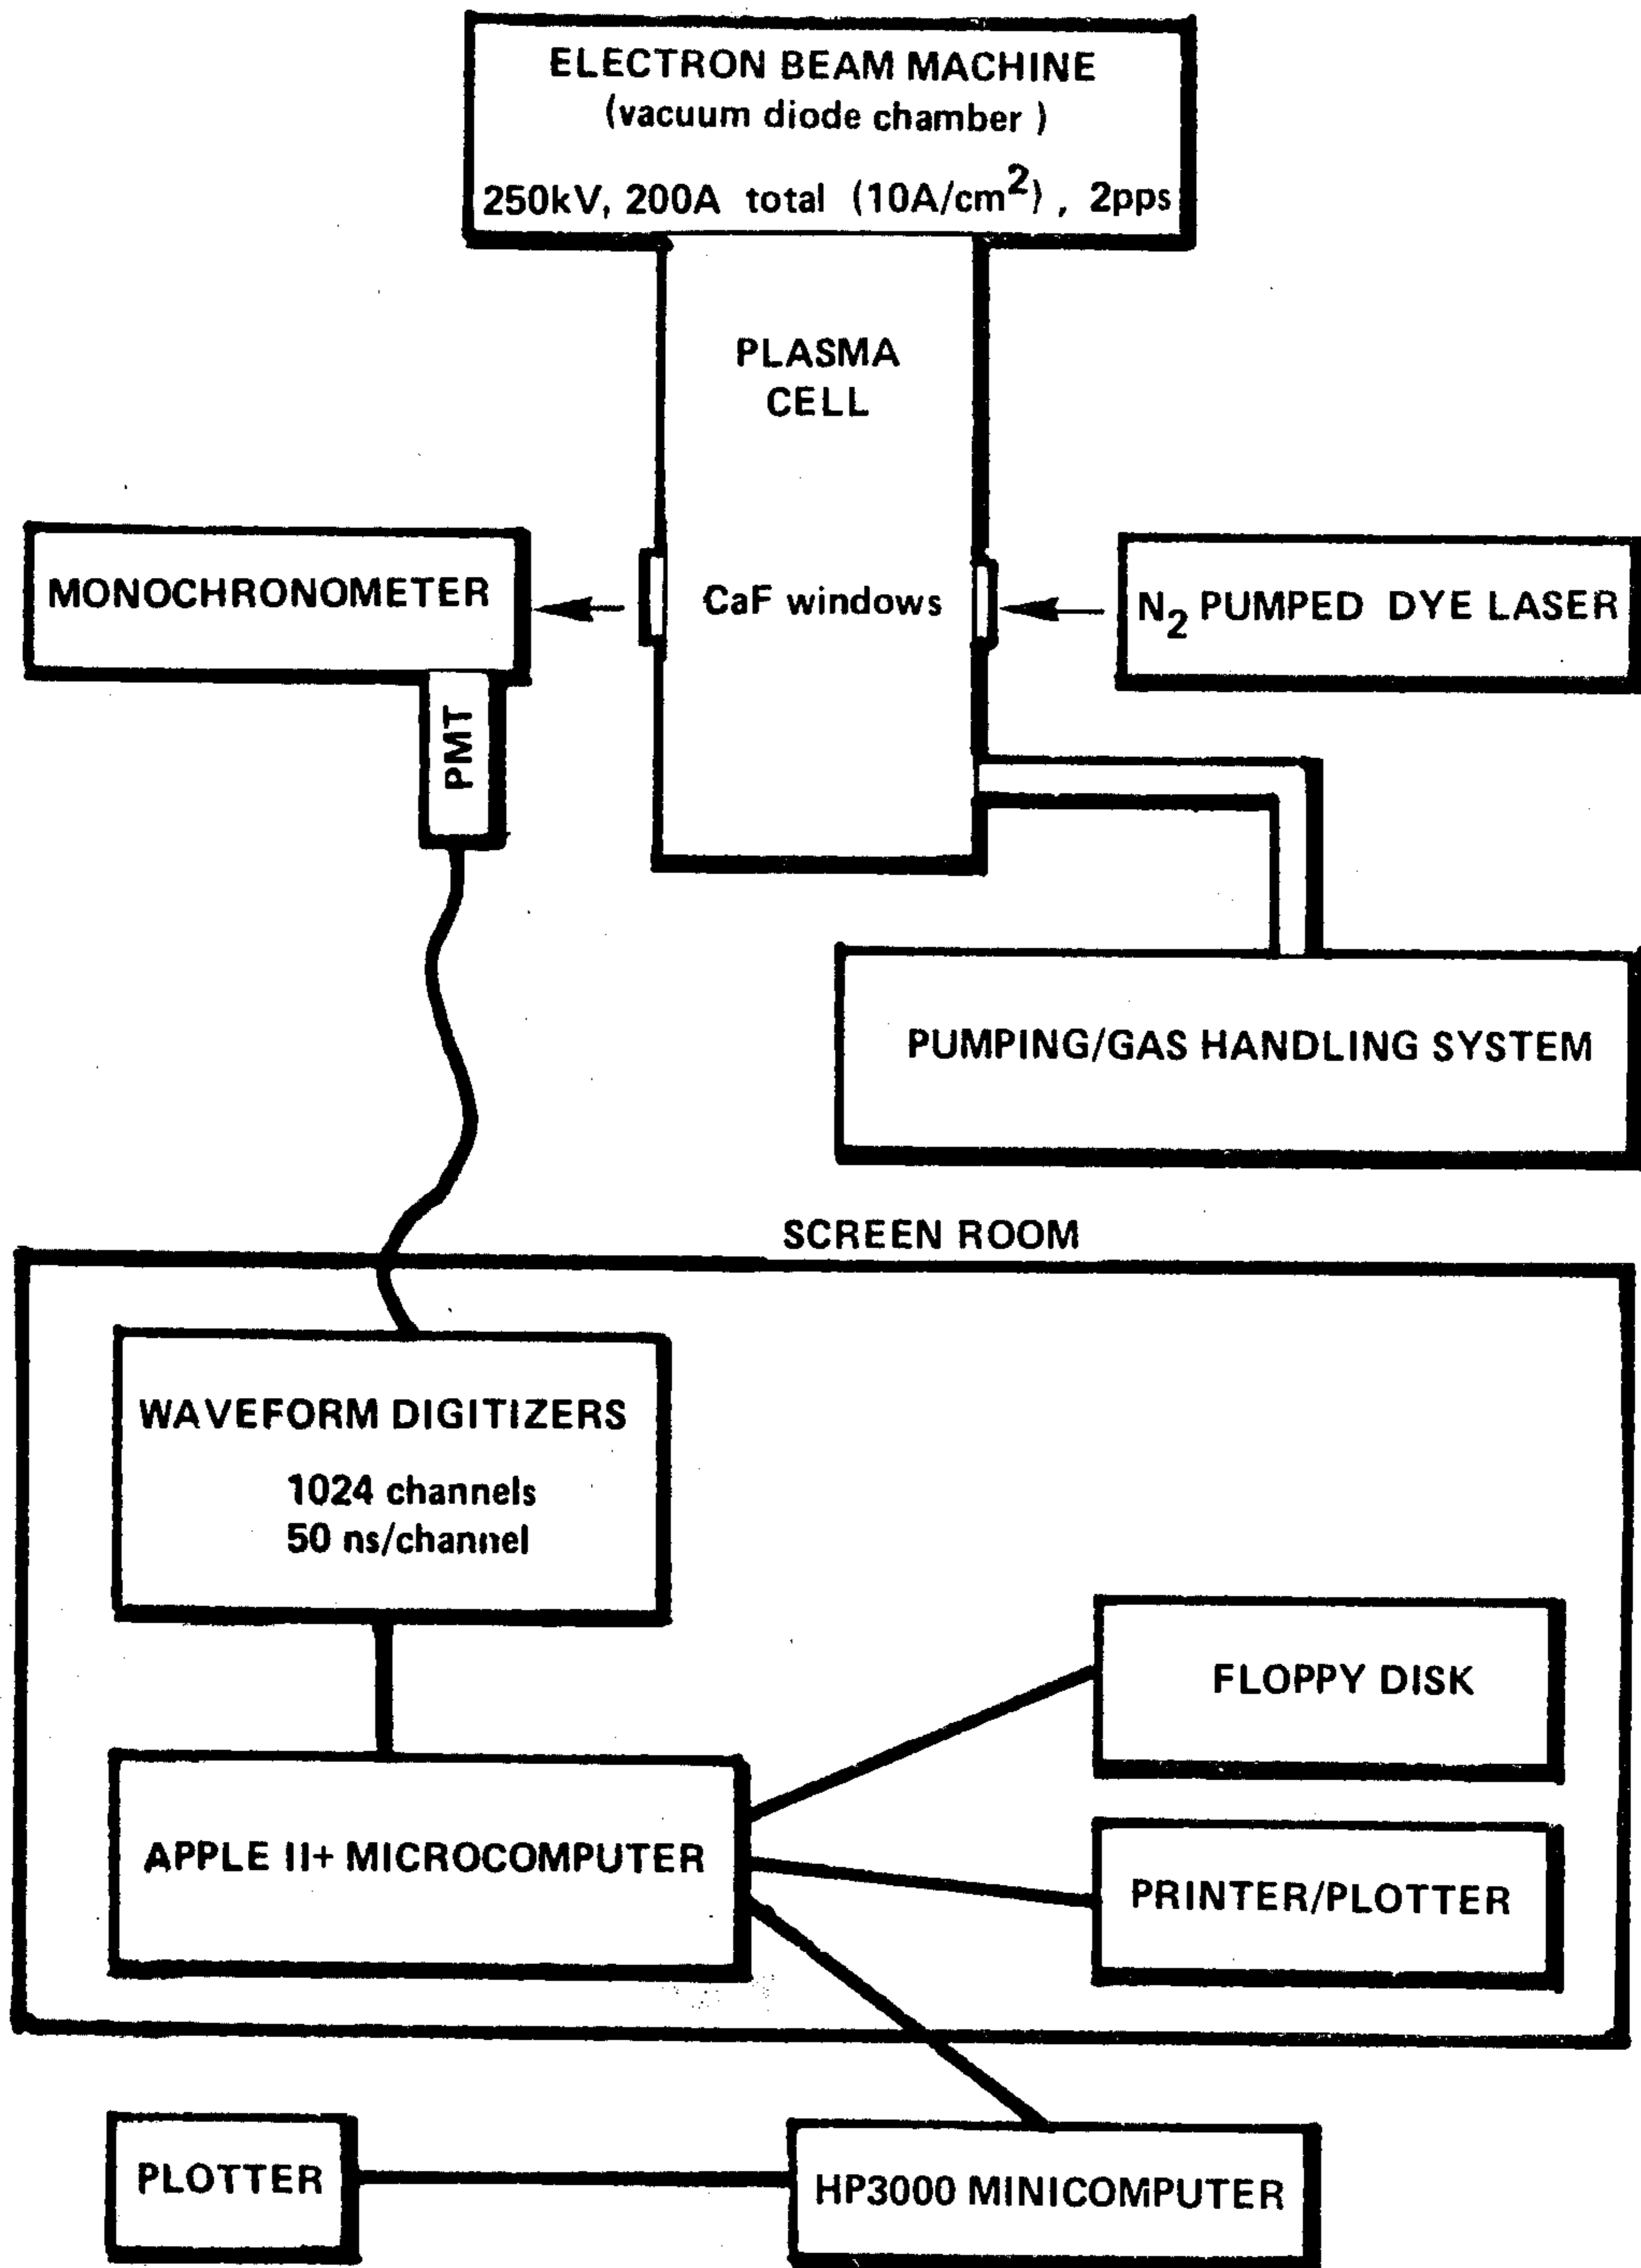 ELECTRON BEAM MACHINE
(vacuum diode chamber )
250kV, 200A total (10A/cm²) , 2pps
PLASMA
CELL
MONOCHRONOMETER
CaF windows
N₂ PUMPED DYE LASER
PMT
PUMPING/GAS HANDLING SYSTEM
SCREEN ROOM
WAVEFORM DIGITIZERS
1024 channels
50 ns/channel
FLOPPY DISK
APPLE II+ MICROCOMPUTER
PRINTER/PLOTTER
PLOTTER
HP3000 MINICOMPUTER